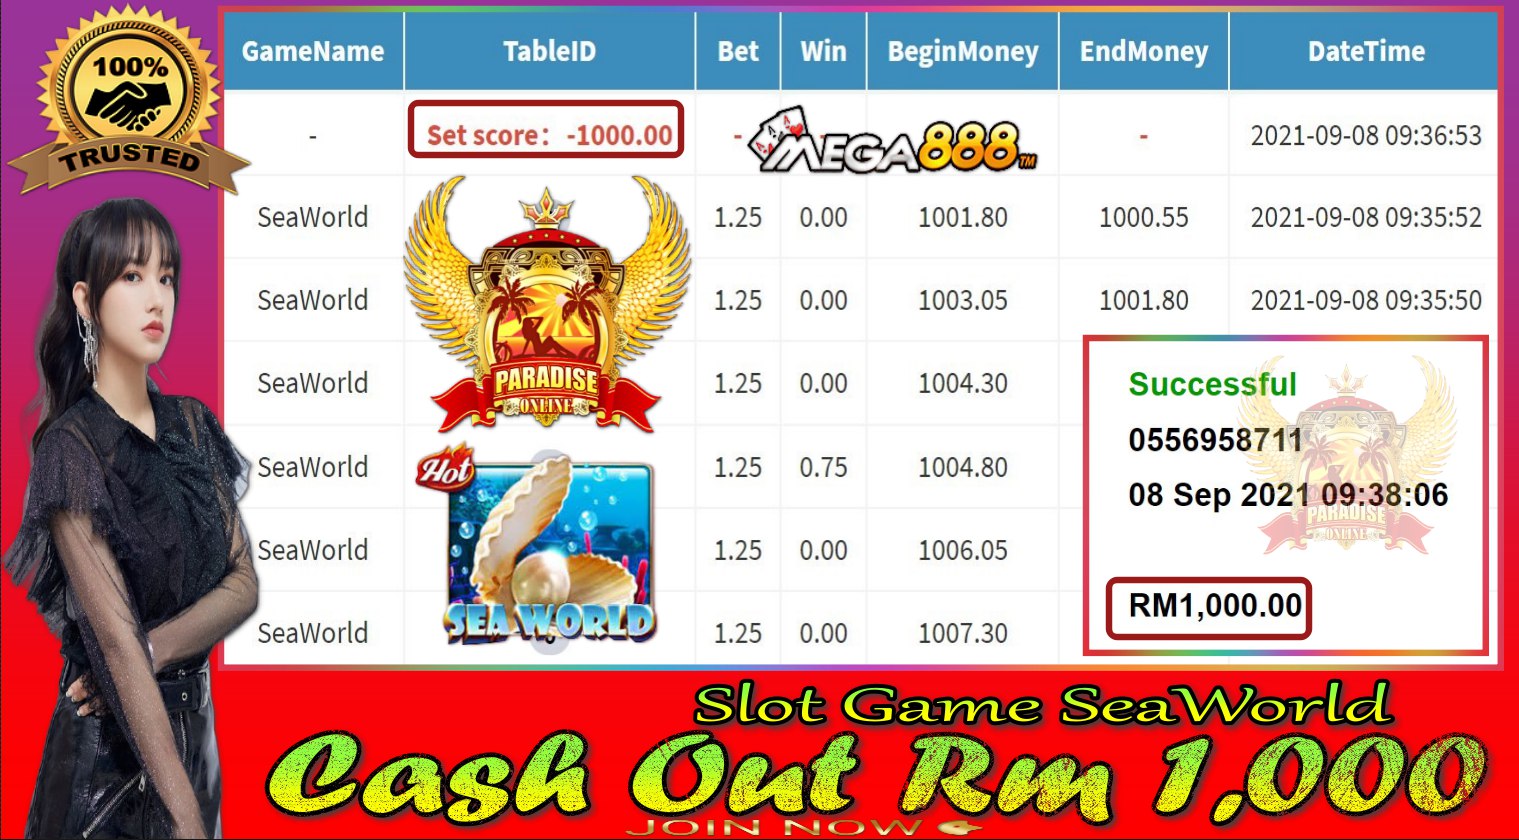 100%
TRUSTED
GameName TableID Bet Win BeginMoney EndMoney DateTime
- Set score: -1000.00 - - 2021-09-08 09:36:53
MEGA888 TM
SeaWorld 1.25 0.00 1001.80 1000.55 2021-09-08 09:35:52
SeaWorld 1.25 0.00 1003.05 1001.80 2021-09-08 09:35:50
SeaWorld 1.25 0.00 1004.30
SeaWorld 1.25 0.75 1004.80
SeaWorld 1.25 0.00 1006.05
SeaWorld 1.25 0.00 1007.30
PARADISE
ONLINE
Hot
SEA WORLD
Successful
0556958711
08 Sep 2021 09:38:06
PARADISE
ONLINE
RM1,000.00
Slot Game SeaWorld
Cash Out Rm 1,000
JOIN NOW